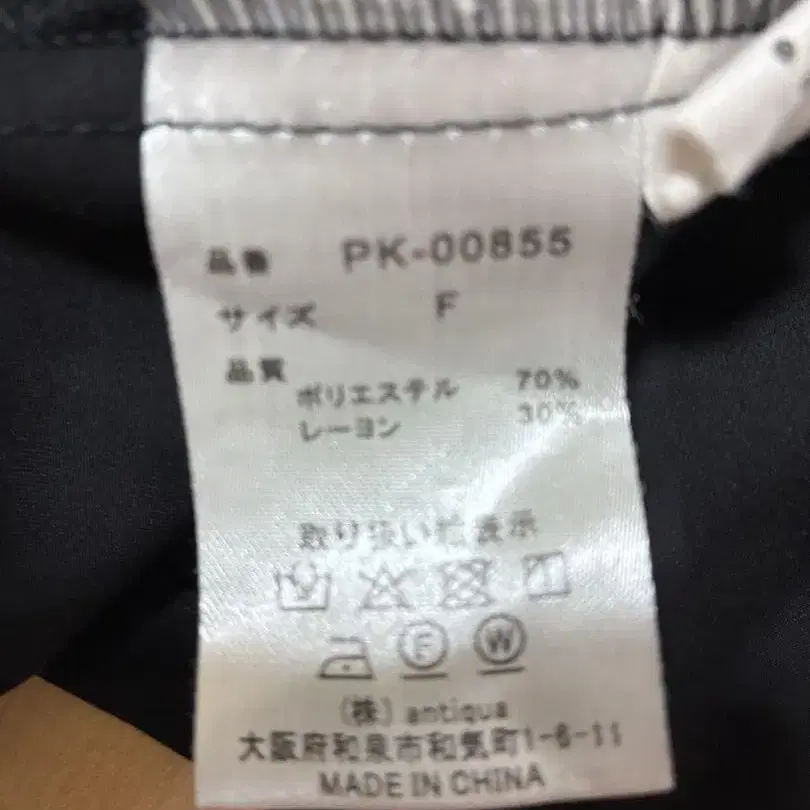 品番 PK-00855
サイズ F
品質
ポリエステル 70%
レーヨン 30%
取り扱い絵表示
F W
(株) antiqua
大阪府和泉市和気町1-6-11
MADE IN CHINA